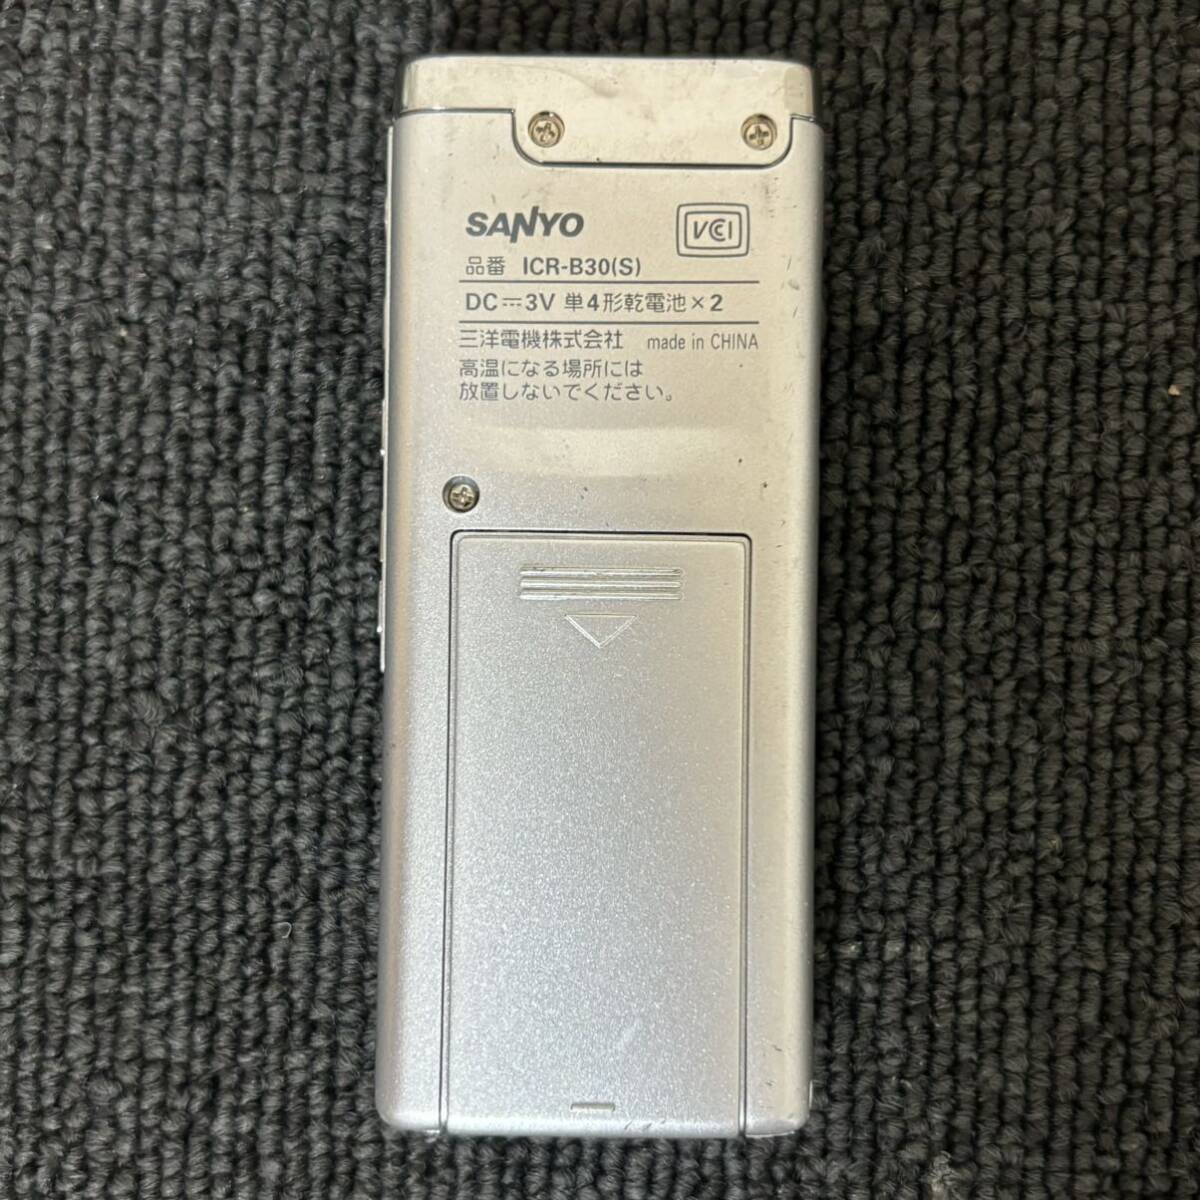 SANYO
VCCI
品番 ICR-B30(S)
DC⎓3V 単4形乾電池×2
三洋電機株式会社 made in CHINA
高温になる場所には
放置しないでください。